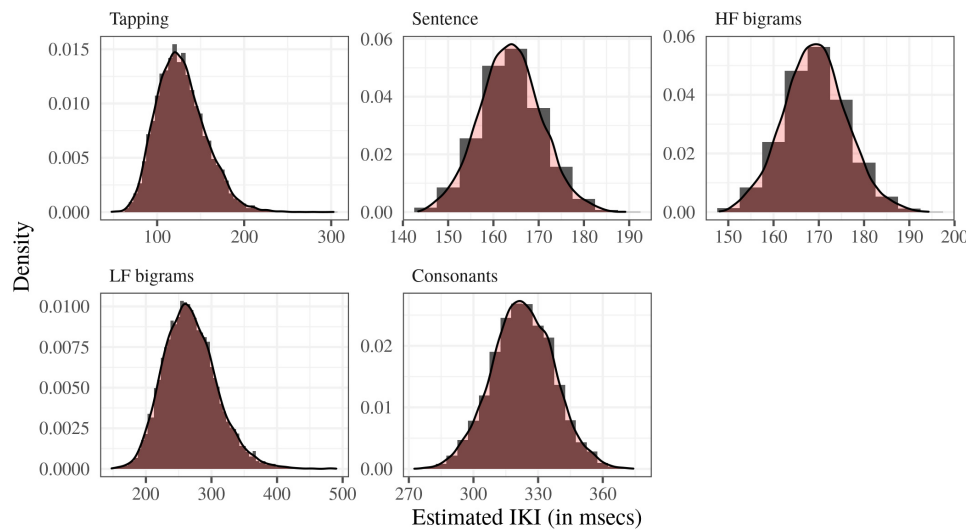 Tapping
Sentence
HF bigrams
0.015
0.010
0.005
0.000
100 200 300
0.06
0.04
0.02
0.00
140 150 160 170 180 190
0.06
0.04
0.02
0.00
150 160 170 180 190 200
Density
LF bigrams
Consonants
0.0100
0.0075
0.0050
0.0025
0.0000
200 300 400 500
0.02
0.01
0.00
270 300 330 360
Estimated IKI (in msecs)